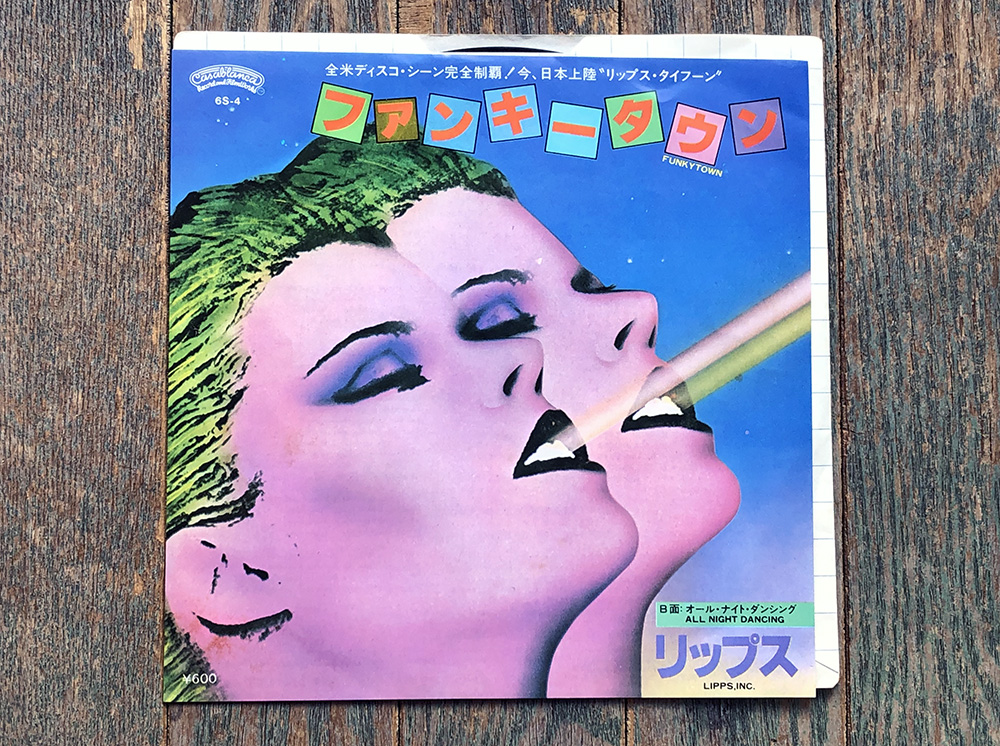 Casablanca
Record and FilmWorks
6S-4
全米ディスコ・シーン完全制覇！今、日本上陸“リップス・タイフーン”
ファンキータウン
FUNKYTOWN
B面：オール・ナイト・ダンシング
ALL NIGHT DANCING
リップス
LIPPS,INC.
¥600